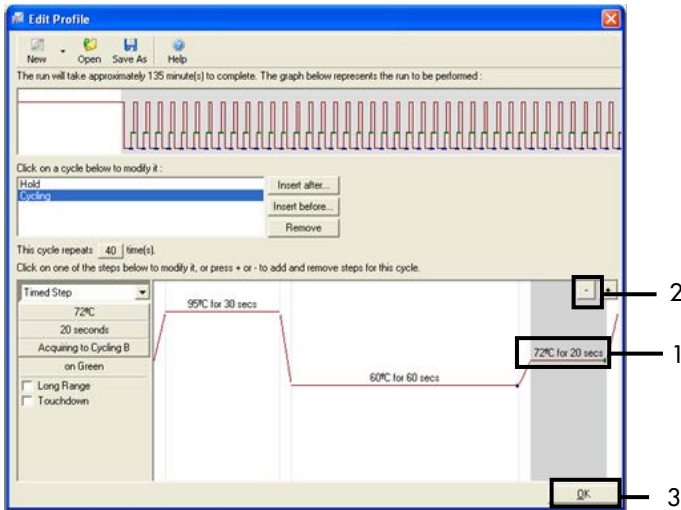 Edit Profile
New Open Save As Help
The run will take approximately 135 minute(s) to complete. The graph below represents the run to be performed :
Click on a cycle below to modify it :
Hold
Cycling
Insert after...
Insert before...
Remove
This cycle repeats 40 time(s).
Click on one of the steps below to modify it, or press + or - to add and remove steps for this cycle.
Timed Step
72ºC
20 seconds
Acquiring to Cycling B
on Green
Long Range
Touchdown
95ºC for 30 secs
60ºC for 60 secs
72ºC for 20 secs
- +
2
1
OK
3